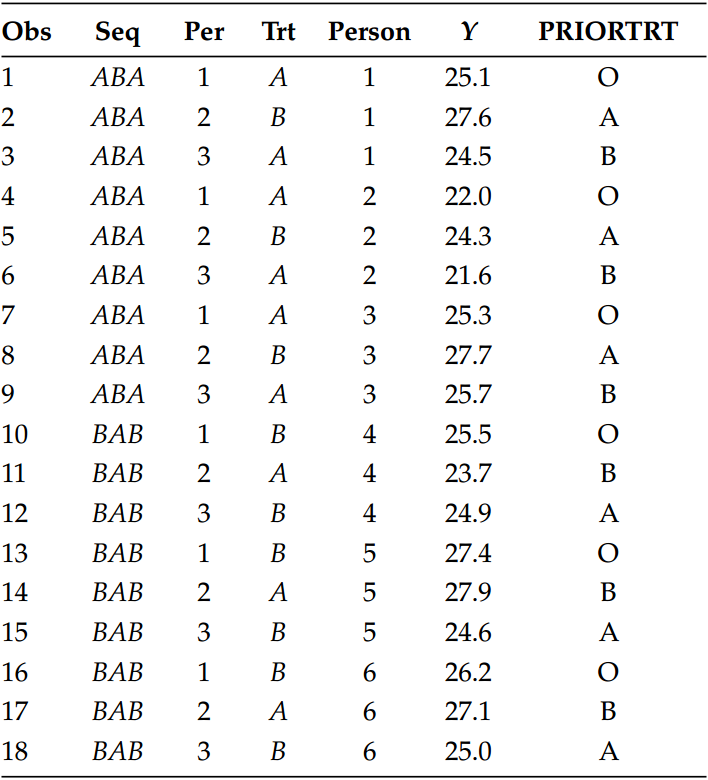 Obs Seq Per Trt Person Y PRIORTRT
1 ABA 1 A 1 25.1 O
2 ABA 2 B 1 27.6 A
3 ABA 3 A 1 24.5 B
4 ABA 1 A 2 22.0 O
5 ABA 2 B 2 24.3 A
6 ABA 3 A 2 21.6 B
7 ABA 1 A 3 25.3 O
8 ABA 2 B 3 27.7 A
9 ABA 3 A 3 25.7 B
10 BAB 1 B 4 25.5 O
11 BAB 2 A 4 23.7 B
12 BAB 3 B 4 24.9 A
13 BAB 1 B 5 27.4 O
14 BAB 2 A 5 27.9 B
15 BAB 3 B 5 24.6 A
16 BAB 1 B 6 26.2 O
17 BAB 2 A 6 27.1 B
18 BAB 3 B 6 25.0 A